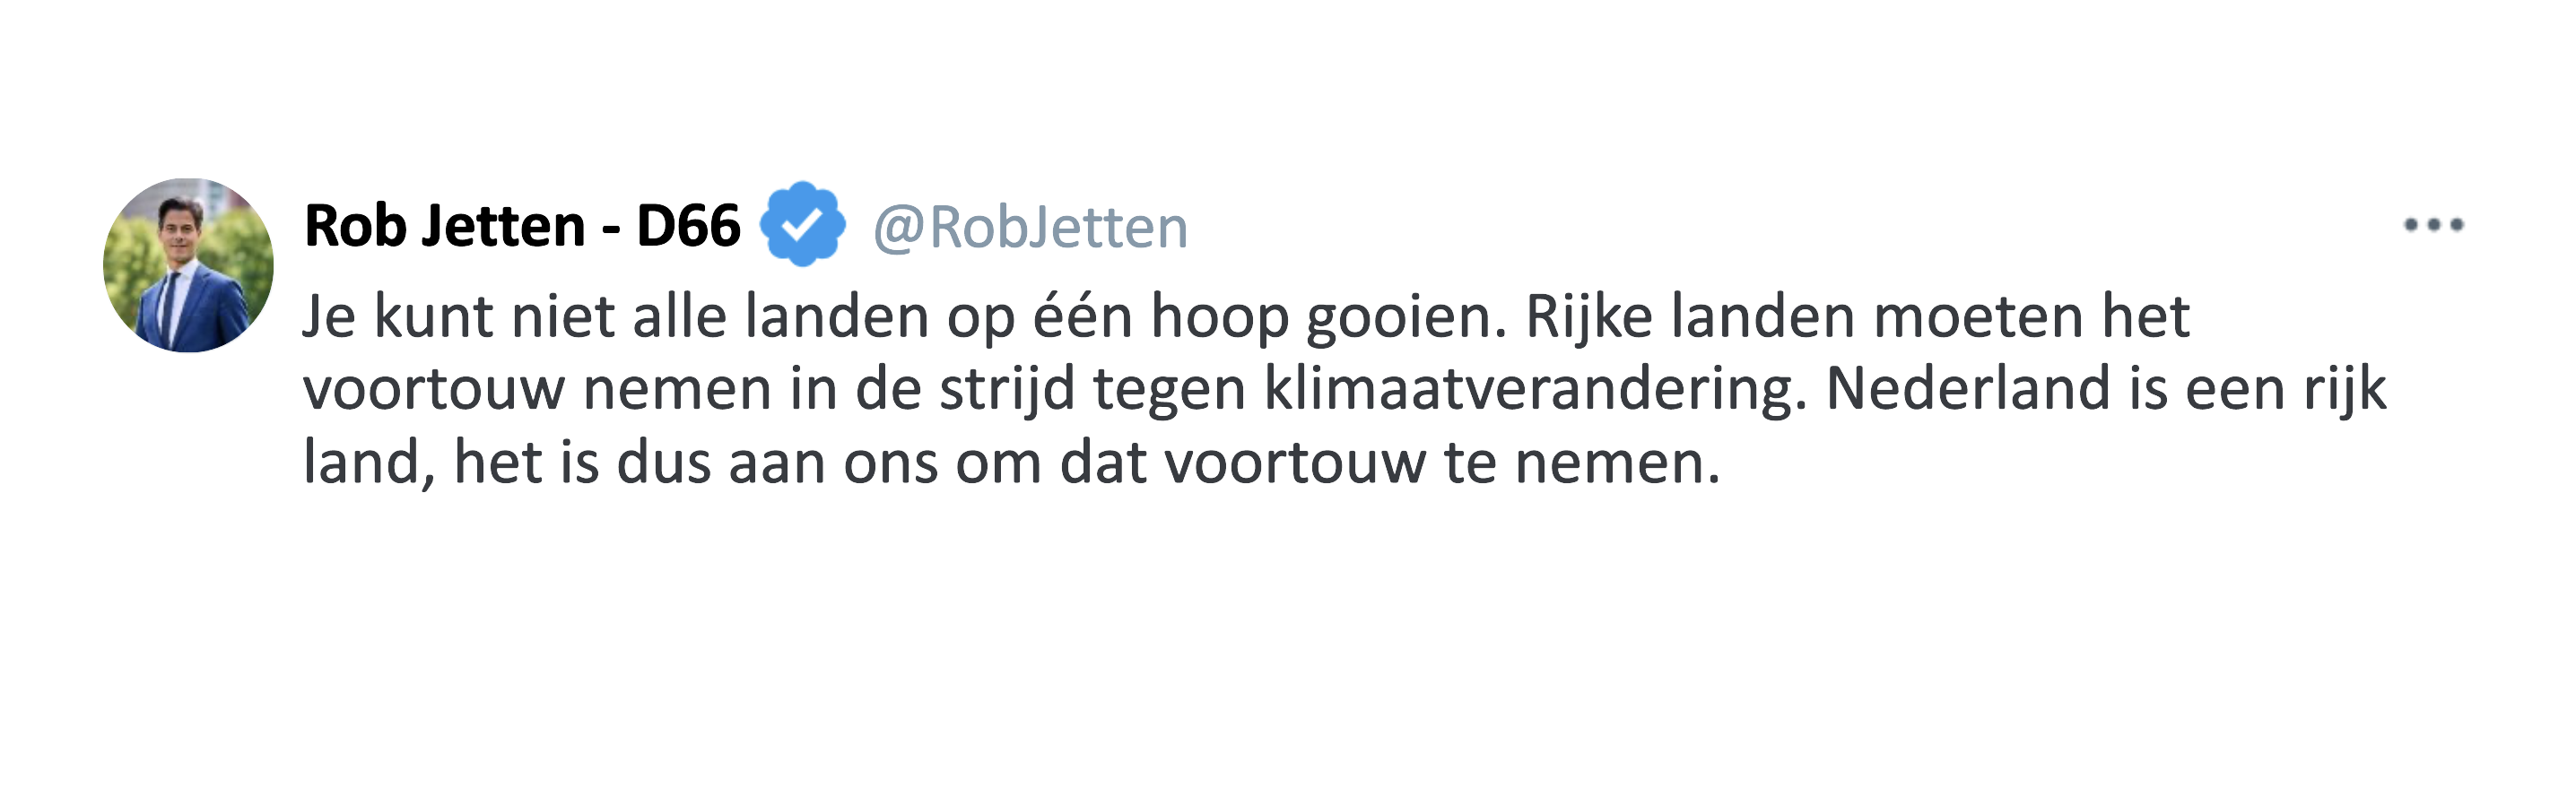 Rob Jetten - D66 @RobJetten
Je kunt niet alle landen op één hoop gooien. Rijke landen moeten het
voortouw nemen in de strijd tegen klimaatverandering. Nederland is een rijk
land, het is dus aan ons om dat voortouw te nemen.